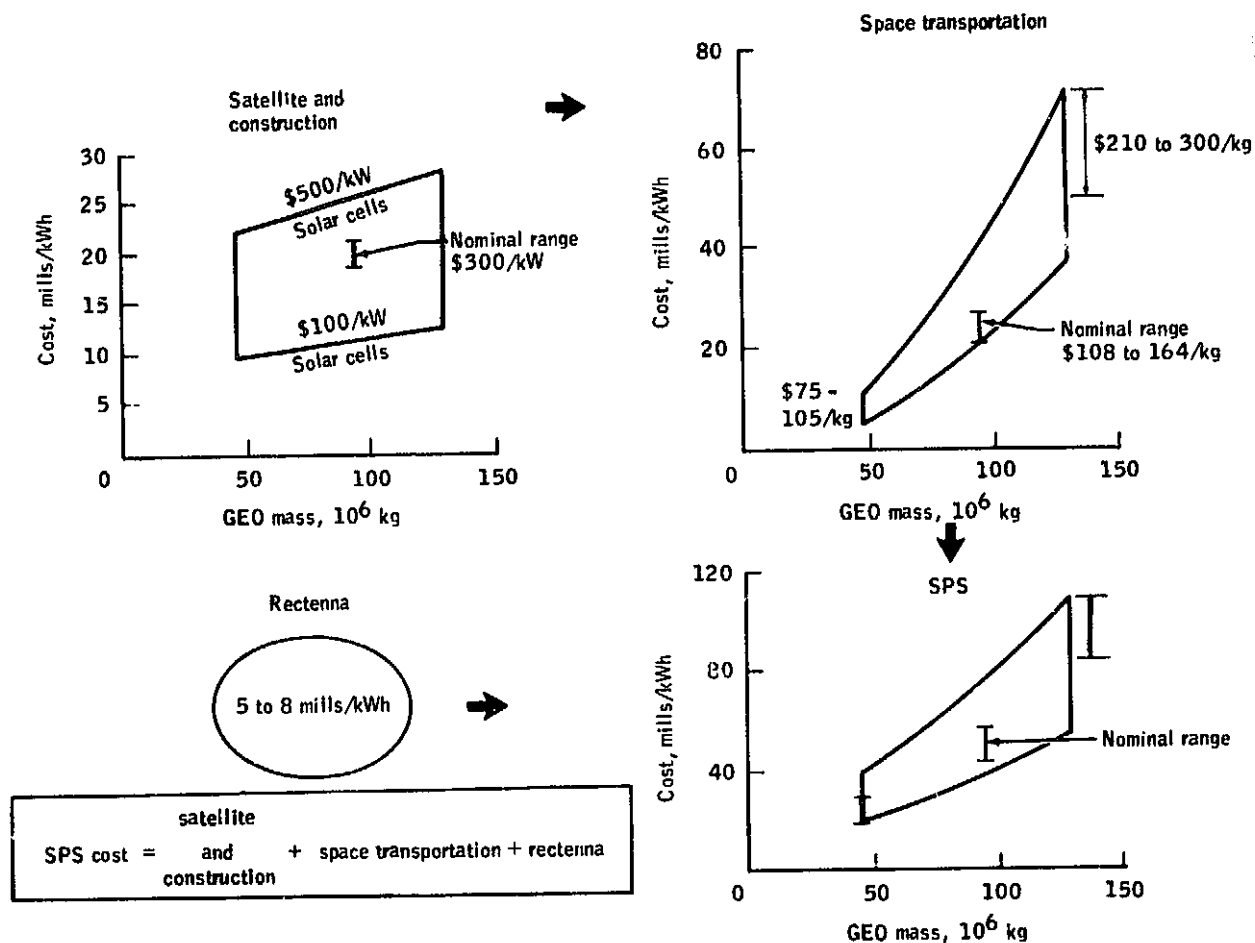 Satellite and
construction
30
25
20
15
10
5
0
50
100
150
Cost, mills/kWh
GEO mass, 10⁶ kg
$500/kW
Solar cells
Nominal range
$300/kW
$100/kW
Solar cells
Space transportation
80
60
40
20
0
50
100
150
Cost, mills/kWh
GEO mass, 10⁶ kg
$210 to 300/kg
Nominal range
$108 to 164/kg
$75 -
105/kg
Rectenna
5 to 8 mills/kWh
SPS
120
80
40
0
50
100
150
Cost, mills/kWh
GEO mass, 10⁶ kg
Nominal range
satellite
SPS cost = and + space transportation + rectenna
construction